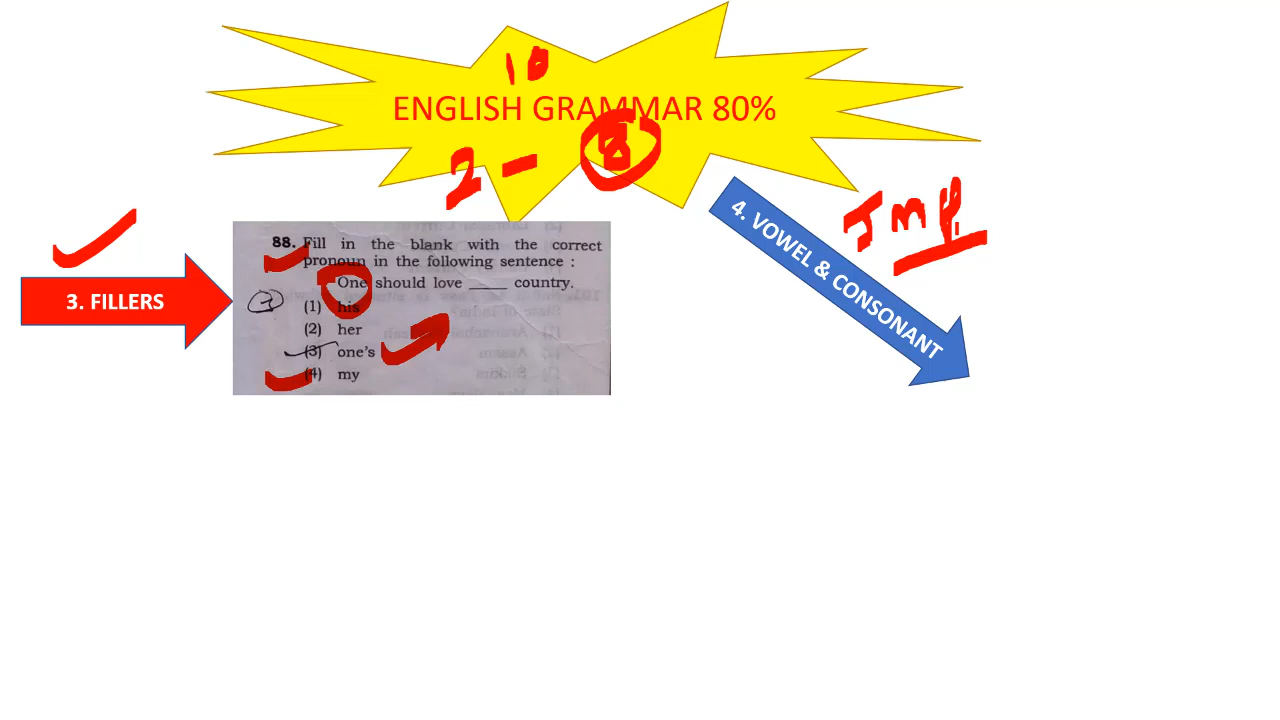 10
ENGLISH GRAMMAR 80%
2 - 8
Imp
3. FILLERS
4. VOWEL & CONSONANT
88. Fill in the blank with the correct
pronoun in the following sentence :
One should love _____ country.
(1) his
(2) her
(3) one's
(4) my